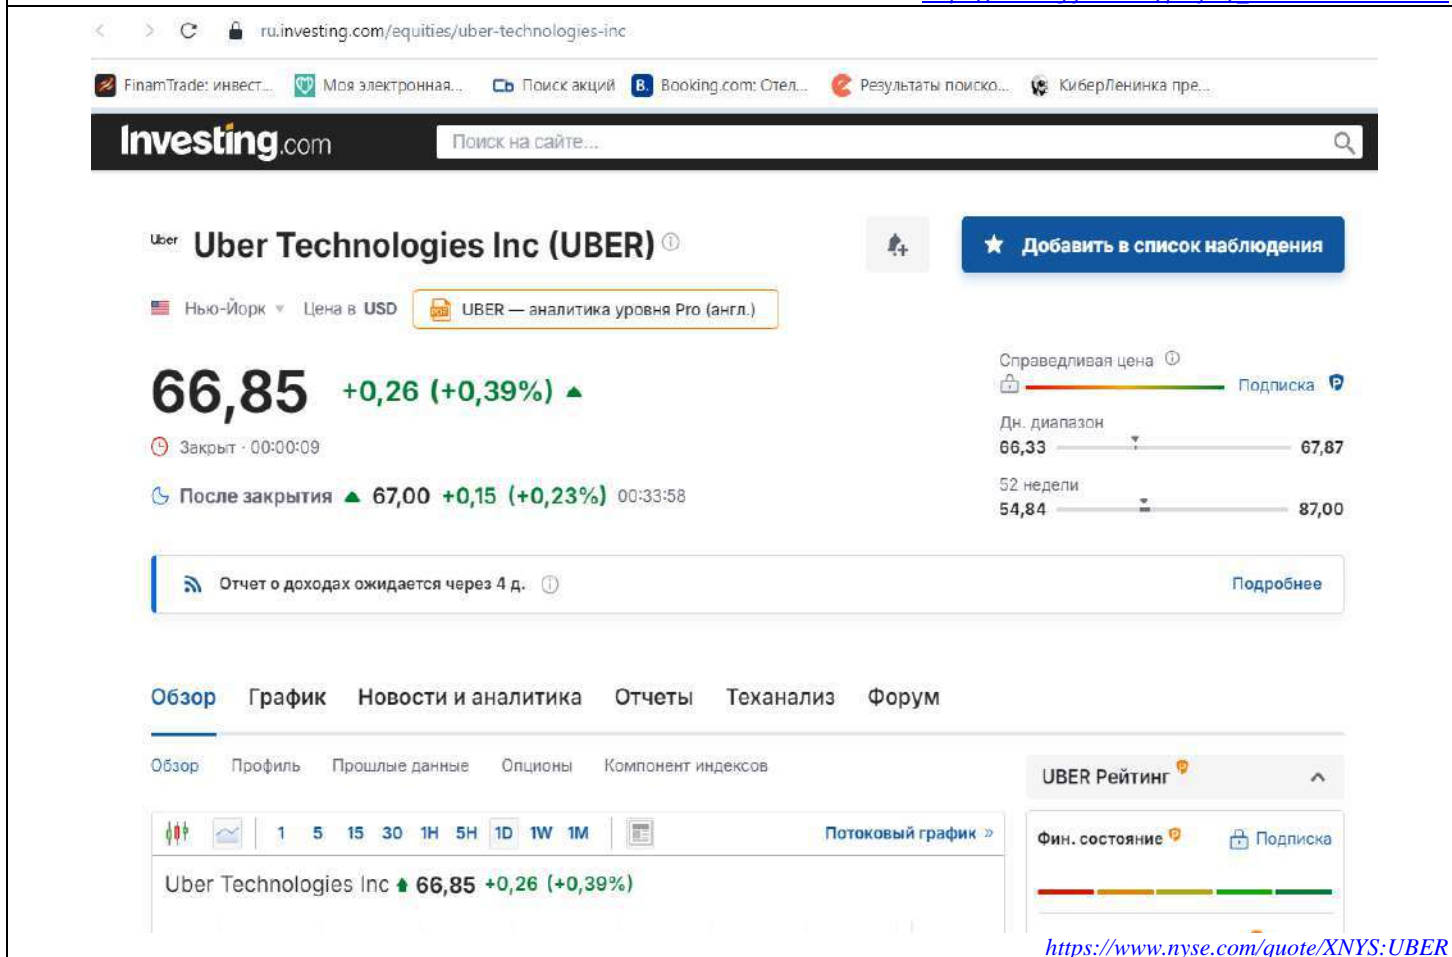 ru.investing.com/equities/uber-technologies-inc
FinamTrade: инвест... Моя электронная... Сb Поиск акций B. Booking.com: Отел... Результаты поиско... КиберЛенинка пре...
Investing.com Поиск на сайте...
Uber Uber Technologies Inc (UBER) Добавить в список наблюдения
Нью-Йорк Цена в USD UBER — аналитика уровня Pro (англ.)
66,85 +0,26 (+0,39%)
Справедливая цена
Подписка
Закрыт · 00:00:09
Дн. диапазон
66,33 67,87
После закрытия 67,00 +0,15 (+0,23%) 00:33:58
52 недели
54,84 87,00
Отчет о доходах ожидается через 4 д. Подробнее
Обзор График Новости и аналитика Отчеты Теханализ Форум
Обзор Профиль Прошлые данные Опционы Компонент индексов
UBER Рейтинг
1 5 15 30 1H 5H 1D 1W 1M Потоковый график »
Фин. состояние Подписка
Uber Technologies Inc 66,85 +0,26 (+0,39%)
https://www.nyse.com/quote/XNYS:UBER